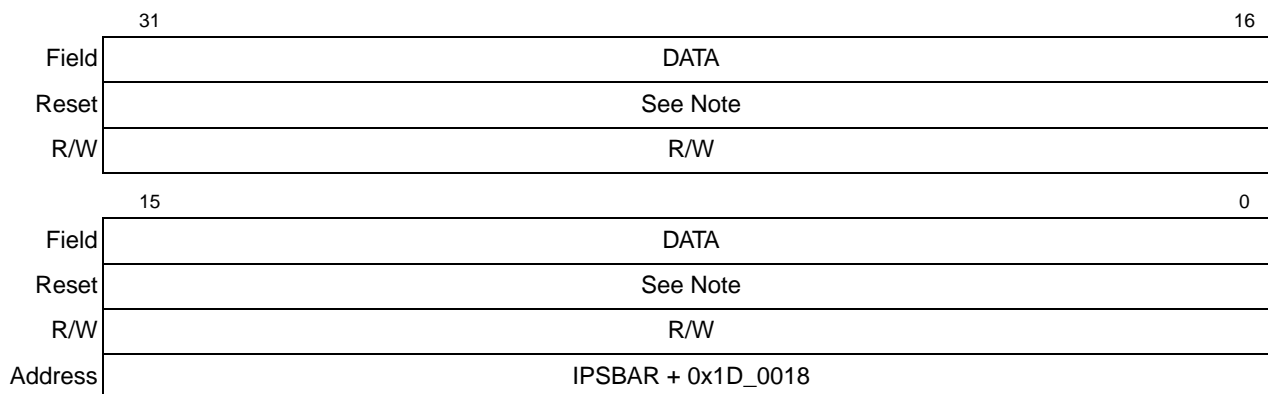 31 16
Field DATA
Reset See Note
R/W R/W
15 0
Field DATA
Reset See Note
R/W R/W
Address IPSBAR + 0x1D_0018